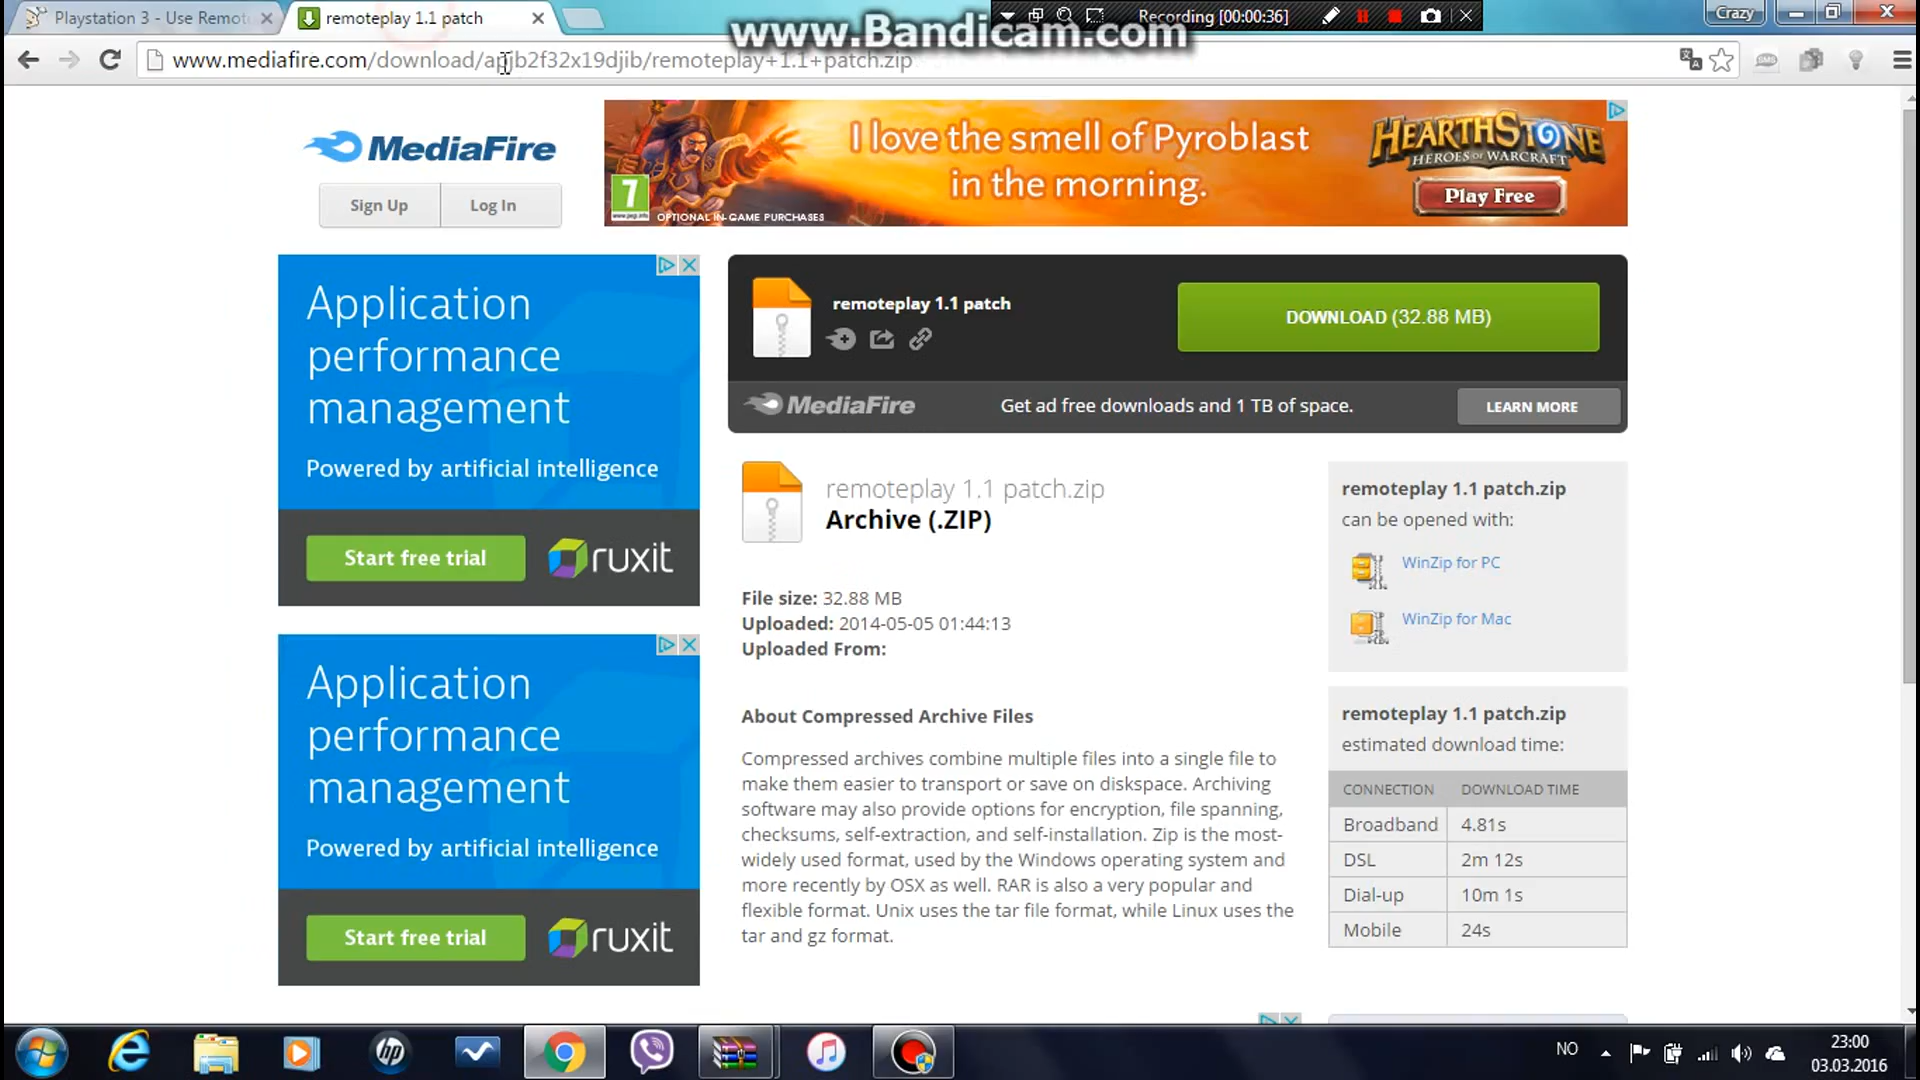 Playstation 3 - Use Remot
remoteplay 1.1 patch
www.Bandicam.com
Recording [00:00:36]
Crazy
www.mediafire.com/download/
/remoteplay+1.1+patch.zip
MediaFire
Sign Up
Log In
7
www.pegi.info
OPTIONAL IN-GAME PURCHASES
I love the smell of Pyroblast
in the morning.
HEARTHSTONE
HEROES OF WARCRAFT
Play Free
Application
performance
management
Powered by artificial intelligence
Start free trial
ruxit
remoteplay 1.1 patch
DOWNLOAD (32.88 MB)
MediaFire
Get ad free downloads and 1 TB of space.
LEARN MORE
remoteplay 1.1 patch.zip
Archive (.ZIP)
File size: 32.88 MB
Uploaded: 2014-05-05 01:44:13
Uploaded From:
About Compressed Archive Files
Compressed archives combine multiple files into a single file to
make them easier to transport or save on diskspace. Archiving
software may also provide options for encryption, file spanning,
checksums, self-extraction, and self-installation. Zip is the most-
widely used format, used by the Windows operating system and
more recently by OSX as well. RAR is also a very popular and
flexible format. Unix uses the tar file format, while Linux uses the
tar and gz format.
remoteplay 1.1 patch.zip
can be opened with:
WinZip for PC
WinZip for Mac
remoteplay 1.1 patch.zip
estimated download time:
CONNECTION DOWNLOAD TIME
Broadband 4.81s
DSL 2m 12s
Dial-up 10m 1s
Mobile 24s
Application
performance
management
Powered by artificial intelligence
Start free trial
ruxit
hp
NO
23:00
03.03.2016